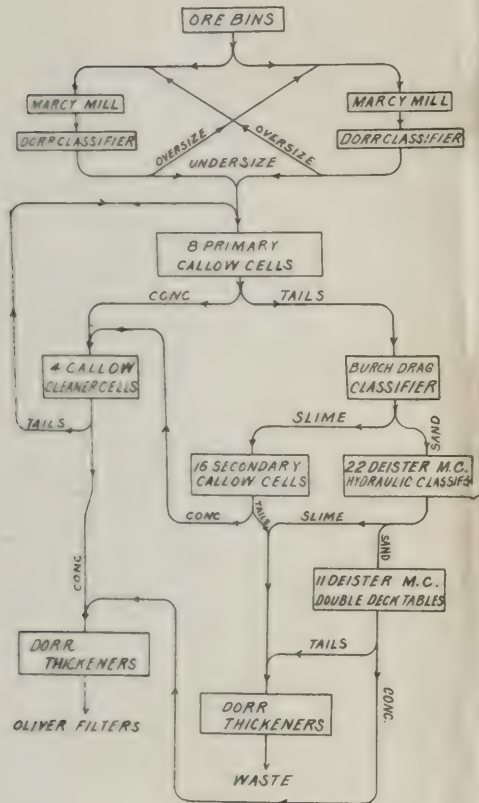 ORE BINS
MARCY MILL
MARCY MILL
DORR CLASSIFIER
DORR CLASSIFIER
OVERSIZE
OVERSIZE
UNDERSIZE
8 PRIMARY
CALLOW CELLS
CONC
TAILS
4 CALLOW
CLEANER CELLS
BURCH DRAG
CLASSIFIER
TAILS
SLIME
SAND
16 SECONDARY
CALLOW CELLS
22 DEISTER M.C.
HYDRAULIC CLASSIFS
CONC
TAILS
SLIME
SAND
CONC
11 DEISTER M.C.
DOUBLE DECK TABLES
DORR
THICKENERS
TAILS
CONC.
OLIVER FILTERS
DORR
THICKENERS
WASTE